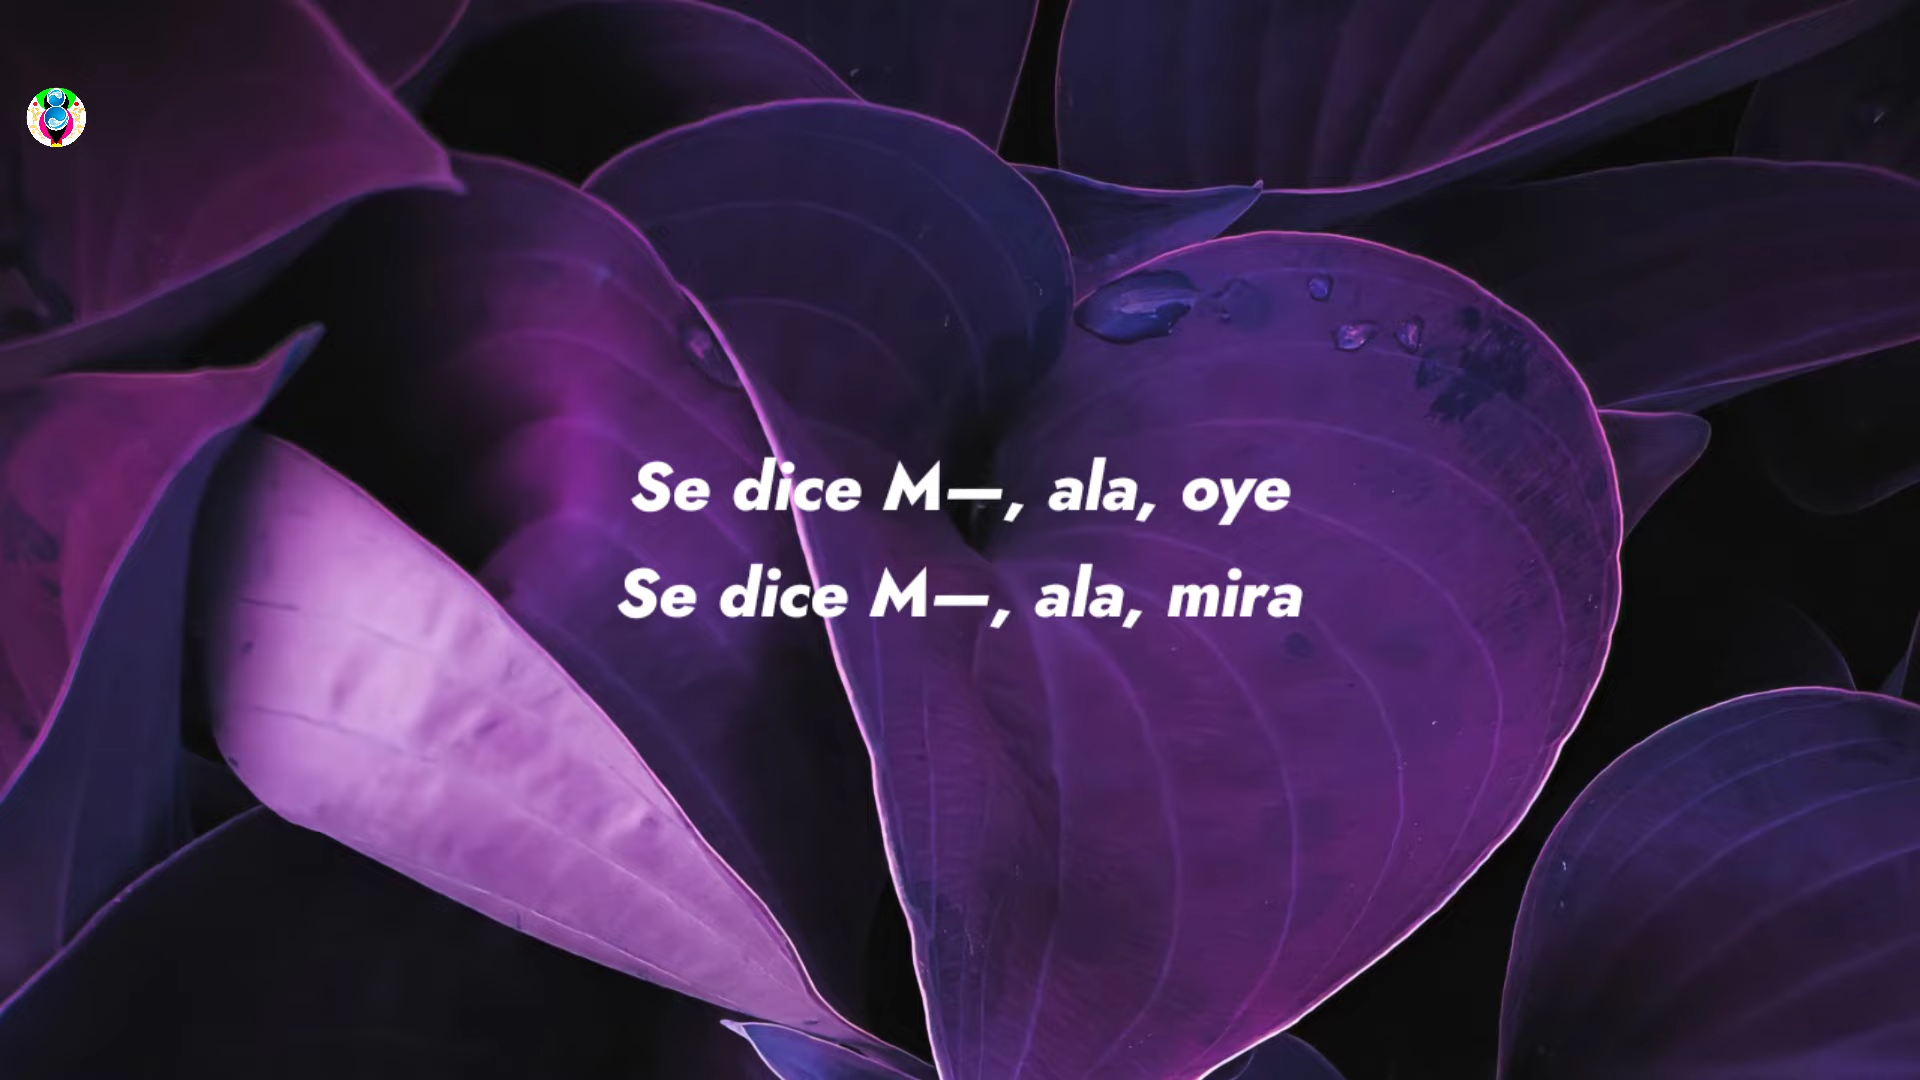 Se dice M—, ala, oye
Se dice M—, ala, mira